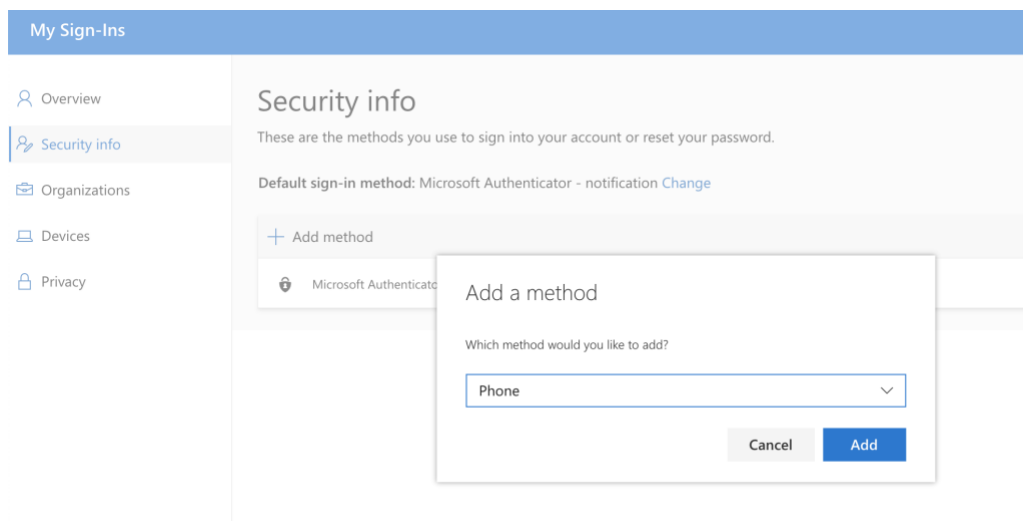 My Sign-Ins
Overview
Security info
Organizations
Devices
Privacy
Security info
These are the methods you use to sign into your account or reset your password.
Default sign-in method: Microsoft Authenticator - notification Change
Add method
Microsoft
Add a method
Which method would you like to add?
Phone
Cancel
Add